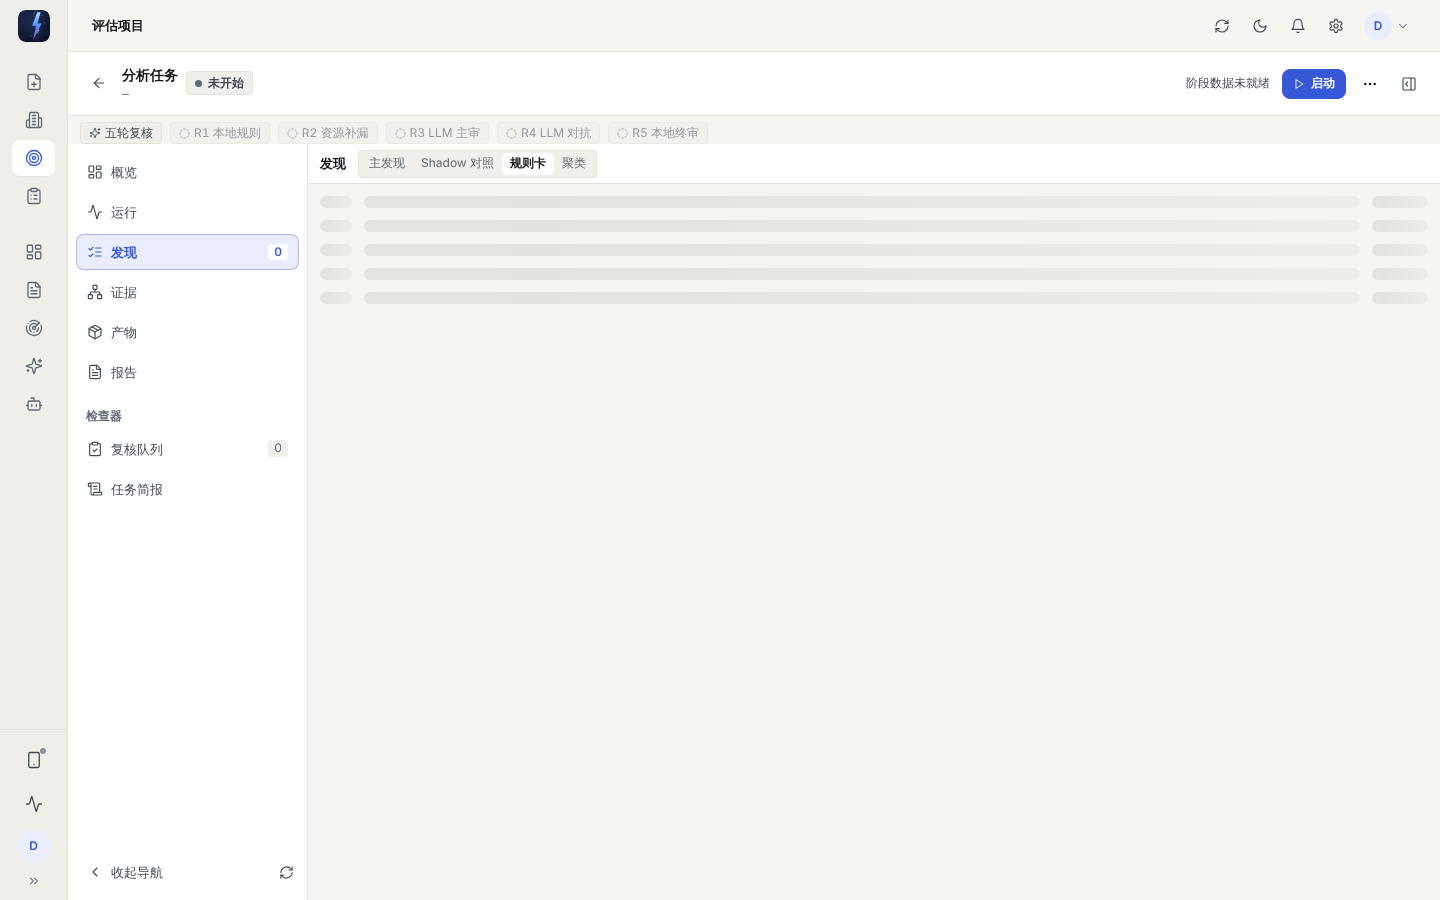 评估项目
D
分析任务
—
未开始
阶段数据未就绪
启动
五轮复核
R1 本地规则
R2 资源补漏
R3 LLM 主审
R4 LLM 对抗
R5 本地终审
概览
运行
发现 0
证据
产物
报告
检查器
复核队列 0
任务简报
收起导航
发现
主发现
Shadow 对照
规则卡
聚类
D